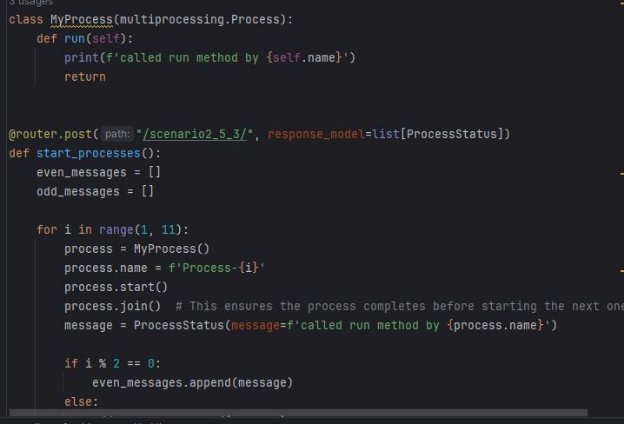 3 usages
class MyProcess(multiprocessing.Process):
def run(self):
print(f'called run method by {self.name}')
return
@router.post( path: "/scenario2_5_3/", response_model=list[ProcessStatus])
def start_processes():
even_messages = []
odd_messages = []
for i in range(1, 11):
process = MyProcess()
process.name = f'Process-{i}'
process.start()
process.join()  # This ensures the process completes before starting the next one
message = ProcessStatus(message=f'called run method by {process.name}')
if i % 2 == 0:
even_messages.append(message)
else: